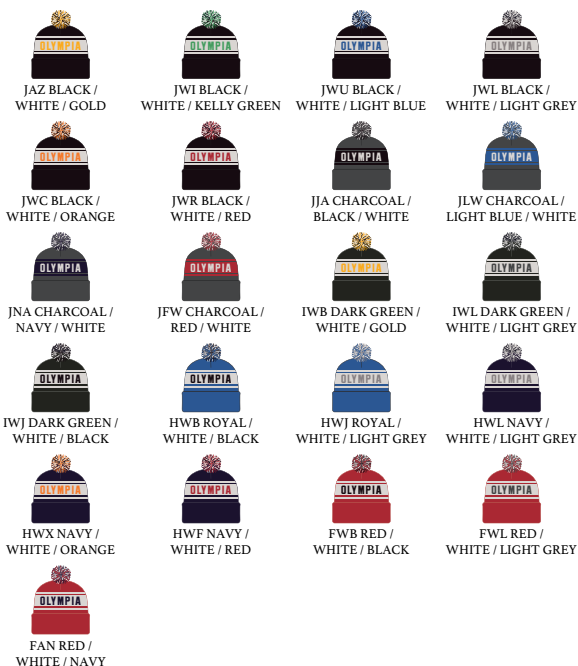 OLYMPIA
JAZ BLACK /
WHITE / GOLD
OLYMPIA
JWI BLACK /
WHITE / KELLY GREEN
OLYMPIA
JWU BLACK /
WHITE / LIGHT BLUE
OLYMPIA
JWL BLACK /
WHITE / LIGHT GREY
OLYMPIA
JWC BLACK /
WHITE / ORANGE
OLYMPIA
JWR BLACK /
WHITE / RED
OLYMPIA
JJA CHARCOAL /
BLACK / WHITE
OLYMPIA
JLW CHARCOAL /
LIGHT BLUE / WHITE
OLYMPIA
JNA CHARCOAL /
NAVY / WHITE
OLYMPIA
JFW CHARCOAL /
RED / WHITE
OLYMPIA
IWB DARK GREEN /
WHITE / GOLD
OLYMPIA
IWL DARK GREEN /
WHITE / LIGHT GREY
OLYMPIA
IWJ DARK GREEN /
WHITE / BLACK
OLYMPIA
HWB ROYAL /
WHITE / BLACK
OLYMPIA
HWJ ROYAL /
WHITE / LIGHT GREY
OLYMPIA
HWL NAVY /
WHITE / LIGHT GREY
OLYMPIA
HWX NAVY /
WHITE / ORANGE
OLYMPIA
HWF NAVY /
WHITE / RED
OLYMPIA
FWB RED /
WHITE / BLACK
OLYMPIA
FWL RED /
WHITE / LIGHT GREY
OLYMPIA
FAN RED /
WHITE / NAVY